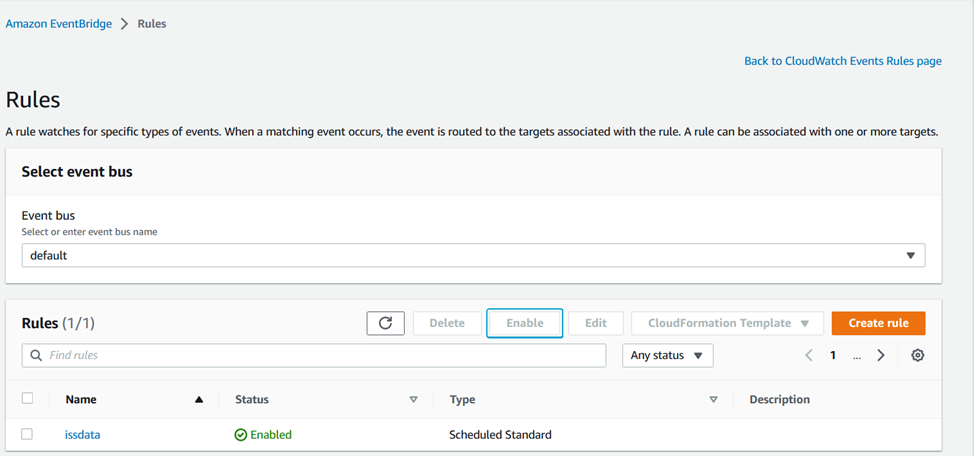 Amazon EventBridge > Rules
Back to CloudWatch Events Rules page
Rules
A rule watches for specific types of events. When a matching event occurs, the event is routed to the targets associated with the rule. A rule can be associated with one or more targets.
Select event bus
Event bus
Select or enter event bus name
default
Rules (1/1) Delete Enable Edit CloudFormation Template Create rule
Find rules Any status 1 ...
Name Status Type Description
issdata Enabled Scheduled Standard